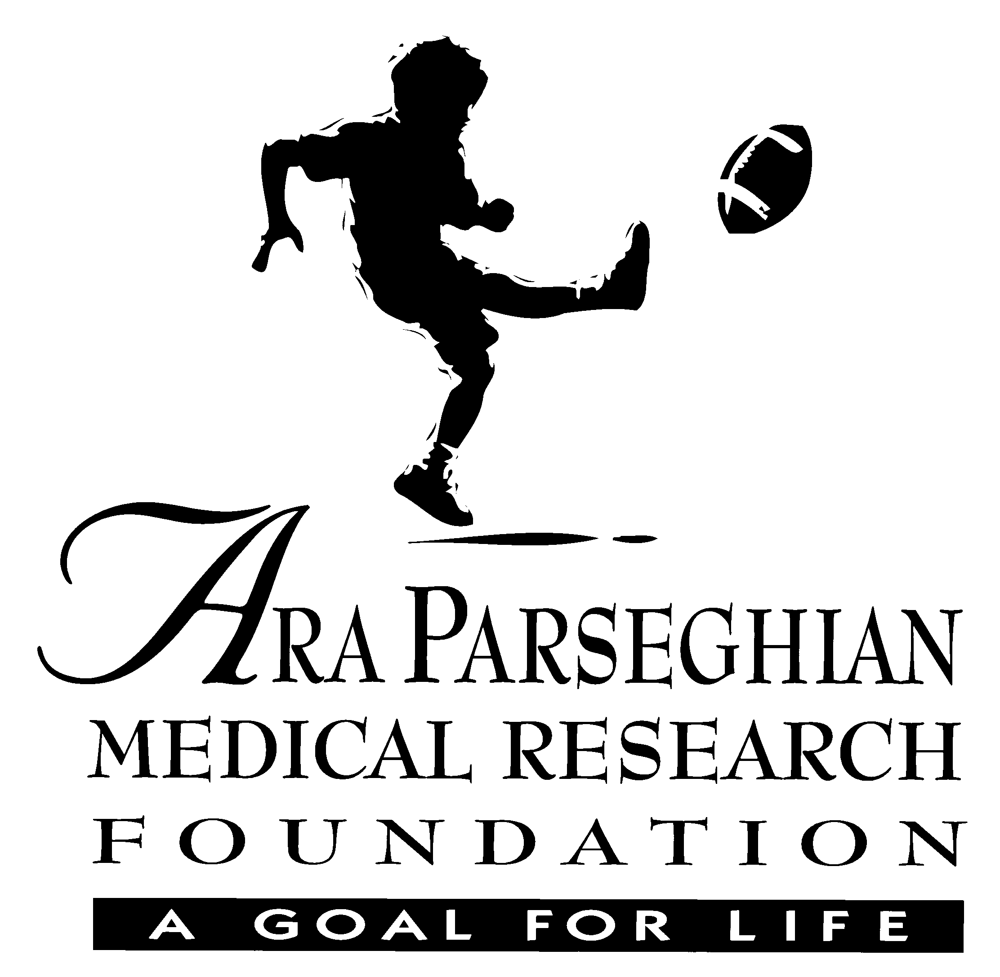 ARA PARSEGHIAN
MEDICAL RESEARCH
FOUNDATION
A GOAL FOR LIFE